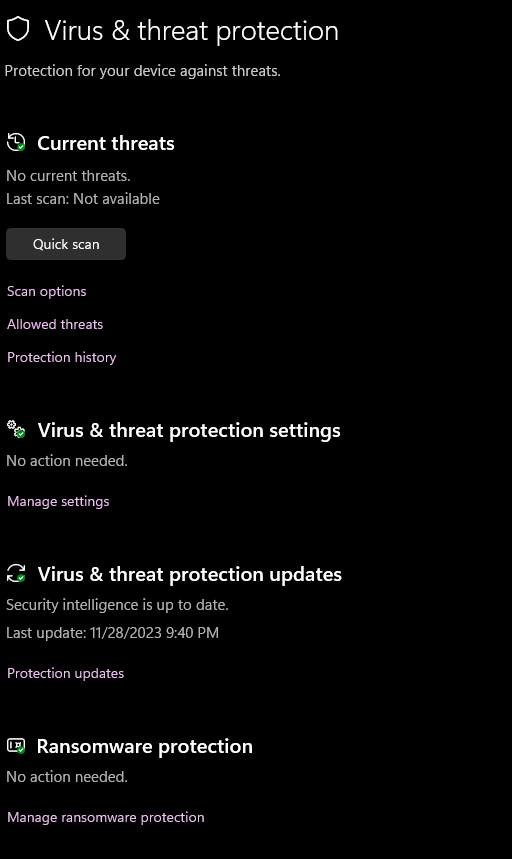 Virus & threat protection
Protection for your device against threats.
Current threats
No current threats.
Last scan: Not available
Quick scan
Scan options
Allowed threats
Protection history
Virus & threat protection settings
No action needed.
Manage settings
Virus & threat protection updates
Security intelligence is up to date.
Last update: 11/28/2023 9:40 PM
Protection updates
Ransomware protection
No action needed.
Manage ransomware protection